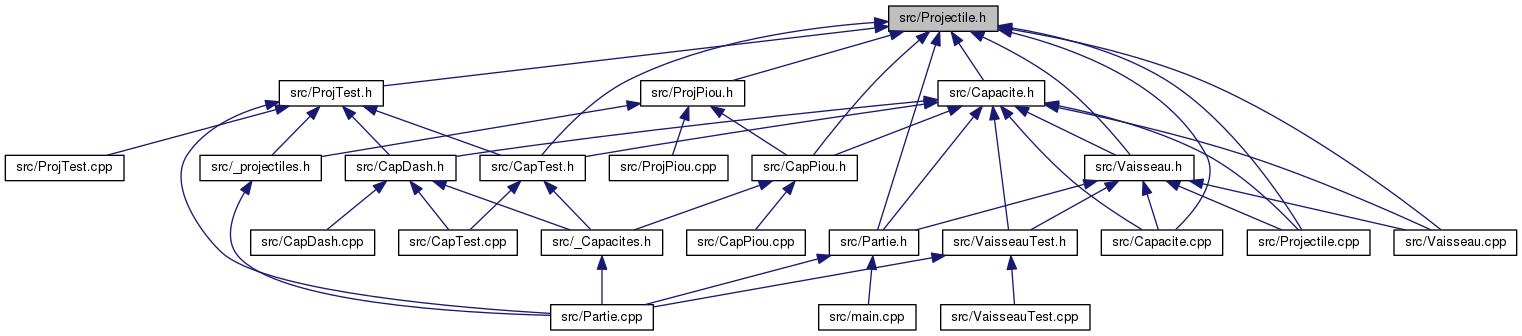 src/Projectile.h
src/ProjTest.h
src/ProjPiou.h
src/Capacite.h
src/ProjTest.cpp
src/_projectiles.h
src/CapDash.h
src/CapTest.h
src/ProjPiou.cpp
src/CapPiou.h
src/Vaisseau.h
src/CapDash.cpp
src/CapTest.cpp
src/_Capacites.h
src/CapPiou.cpp
src/Partie.h
src/VaisseauTest.h
src/Capacite.cpp
src/Projectile.cpp
src/Vaisseau.cpp
src/Partie.cpp
src/main.cpp
src/VaisseauTest.cpp